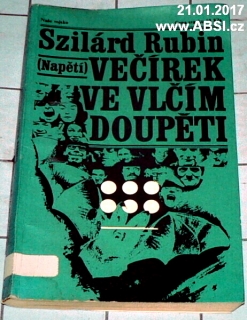 21.01.2017
www.ABSI.cz
Szilárd Rubin
(Napětí) VEČÍREK
VE VLČÍM
DOUPĚTI